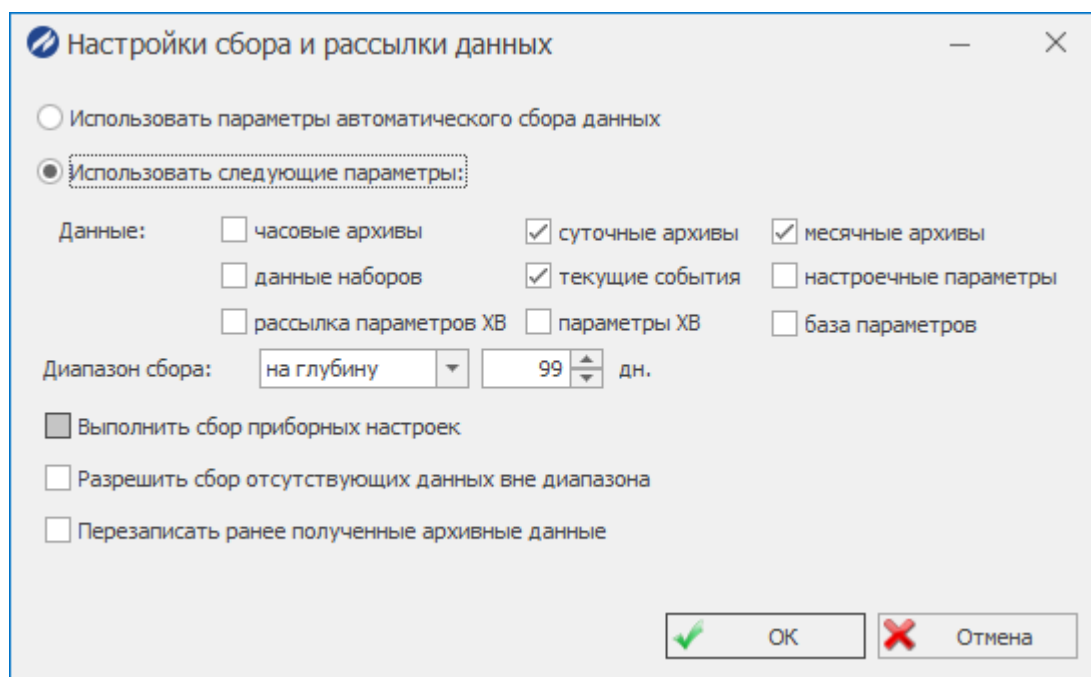 Настройки сбора и рассылки данных
Использовать параметры автоматического сбора данных
Использовать следующие параметры:
Данные: часовые архивы суточные архивы месячные архивы
данные наборов текущие события настроечные параметры
рассылка параметров ХВ параметры ХВ база параметров
Диапазон сбора: на глубину 99 дн.
Выполнить сбор приборных настроек
Разрешить сбор отсутствующих данных вне диапазона
Перезаписать ранее полученные архивные данные
ОК Отмена